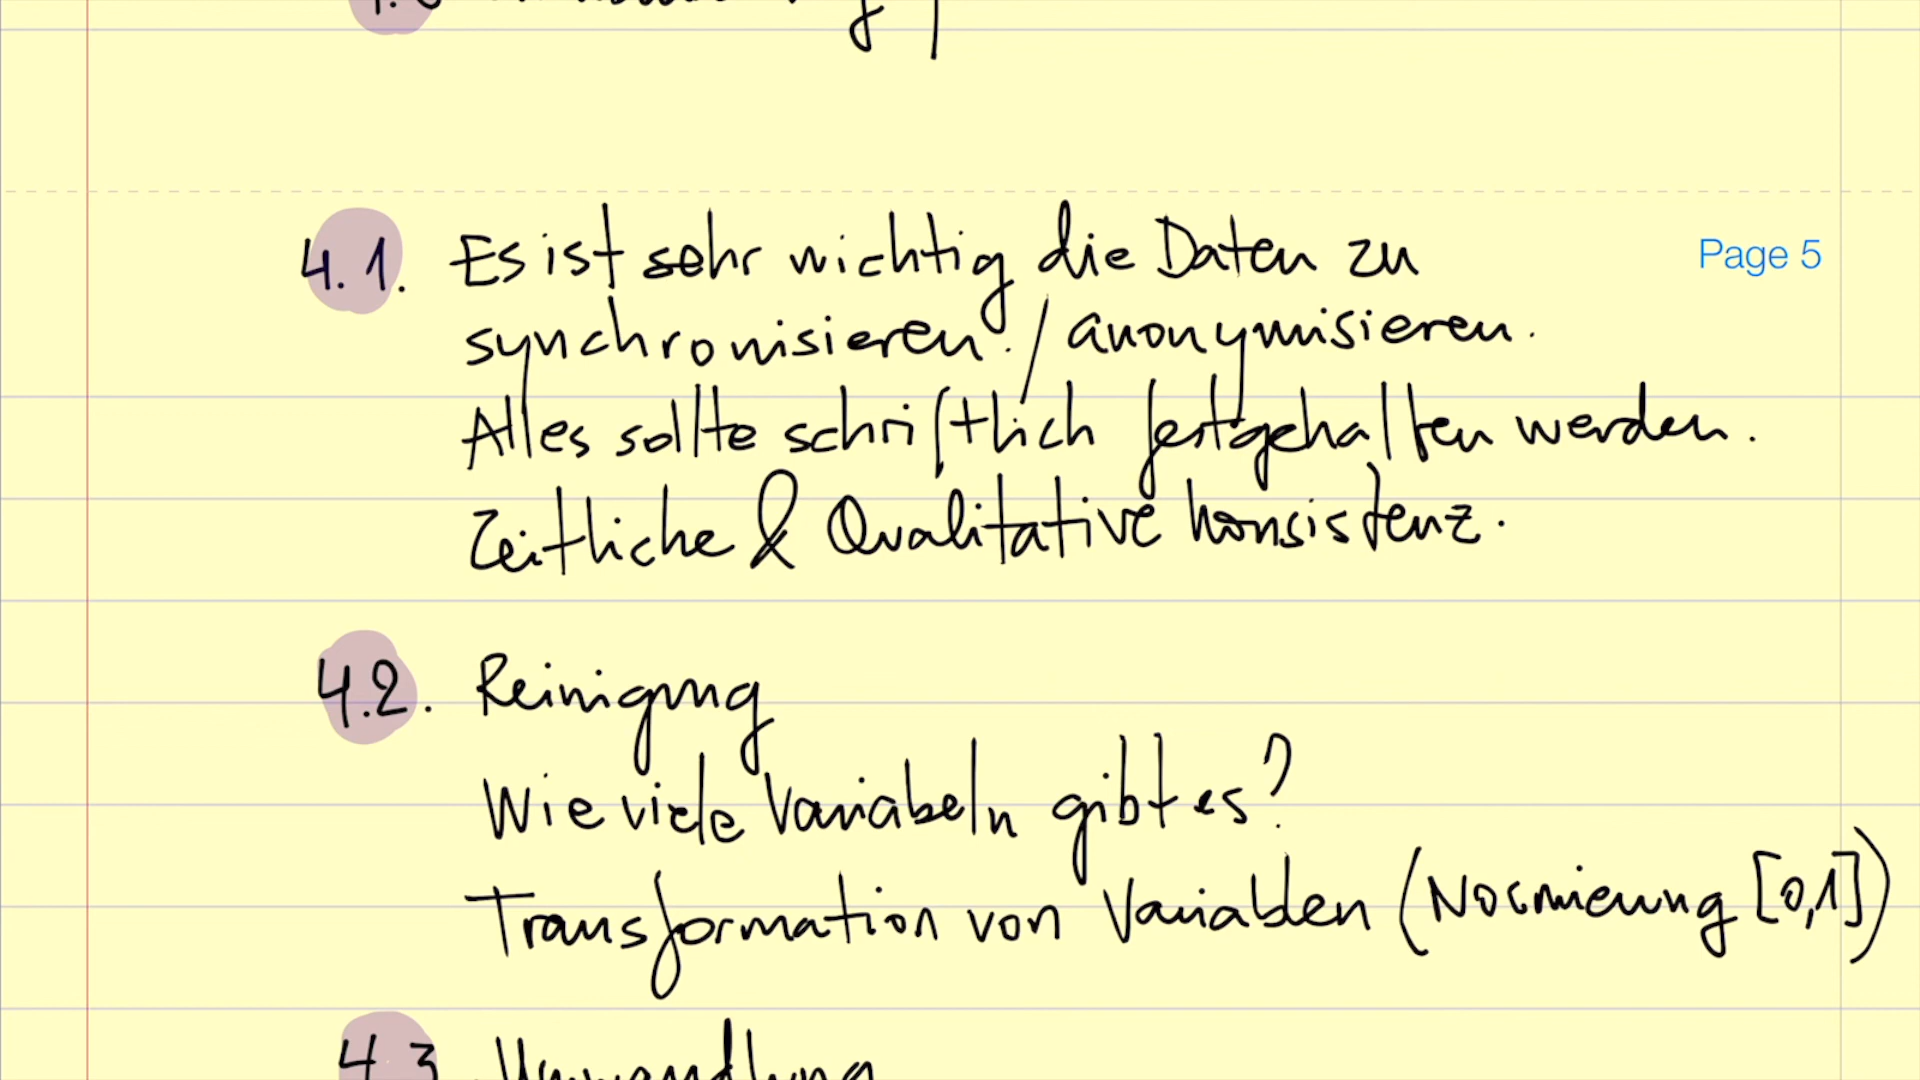 4.1. Es ist sehr wichtig die Daten zu
Page 5
synchronisieren. / anonymisieren.
Alles sollte schriftlich festgehalten werden.
Zeitliche & Qualitative konsistenz.
4.2. Reinigung
Wie viele Variabeln gibt es?
Transformation von Variablen (Normierung [0,1])
4.3 Umwandlung